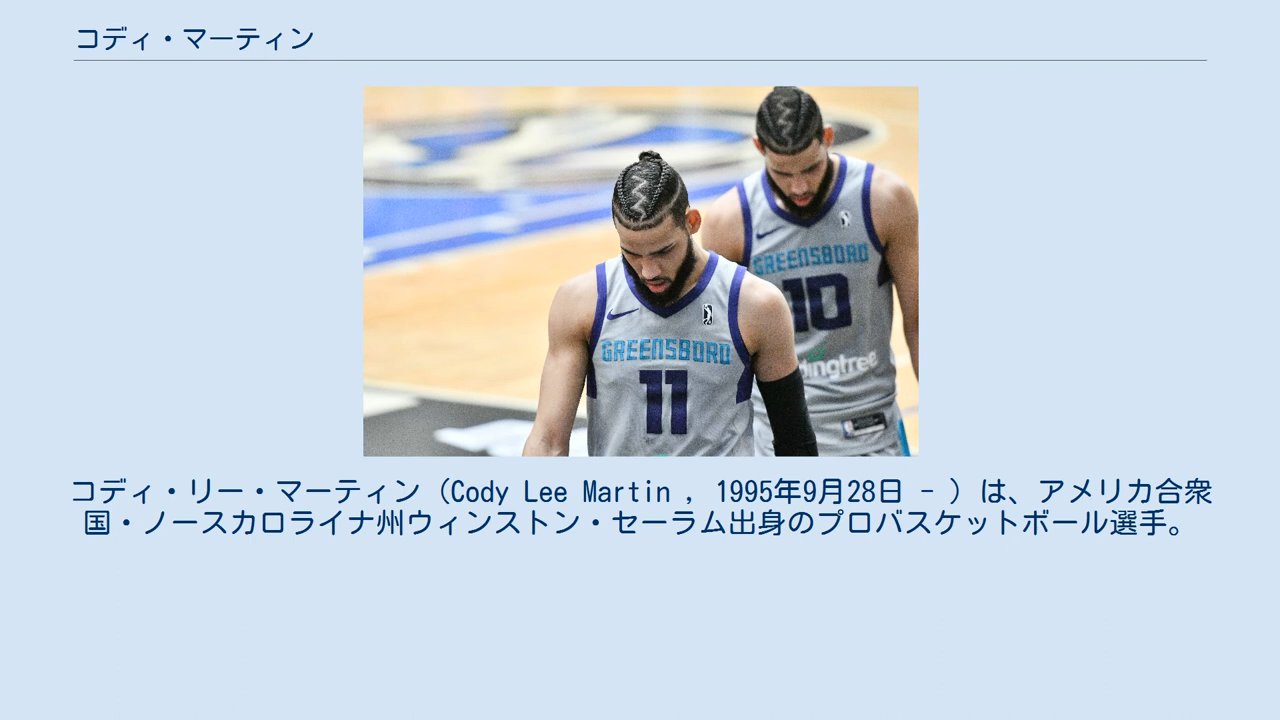 コディ・マーティン
GREENSBORO
10
dingtree
GREENSBORO
11
コディ・リー・マーティン（Cody Lee Martin , 1995年9月28日 - ）は、アメリカ合衆
国・ノースカロライナ州ウィンストン・セーラム出身のプロバスケットボール選手。